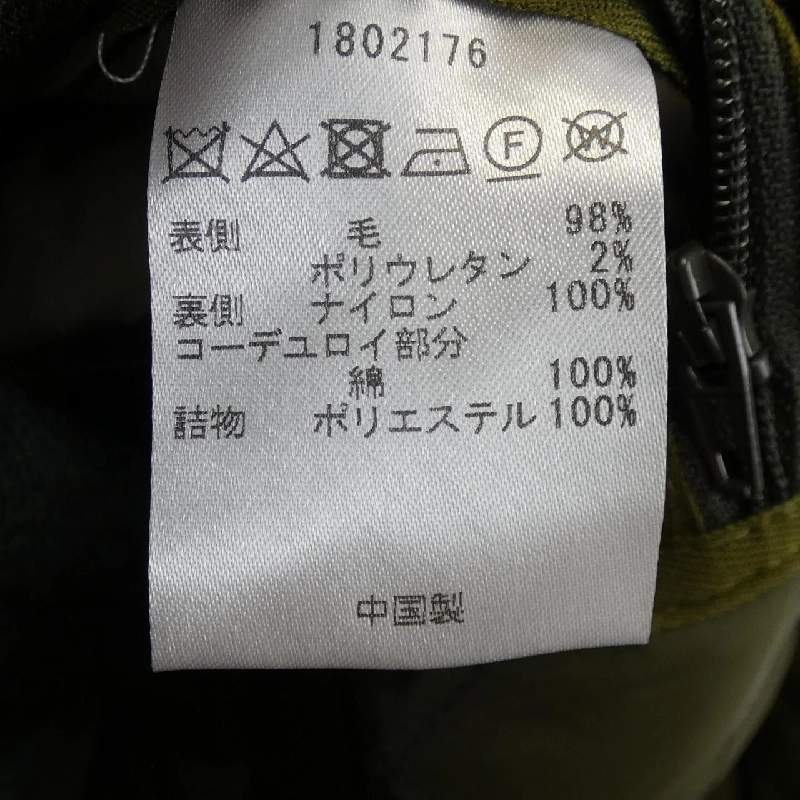 1802176
F W
表側 毛 98%
ポリウレタン 2%
裏側 ナイロン 100%
コーデュロイ部分
綿 100%
詰物 ポリエステル 100%
中国製